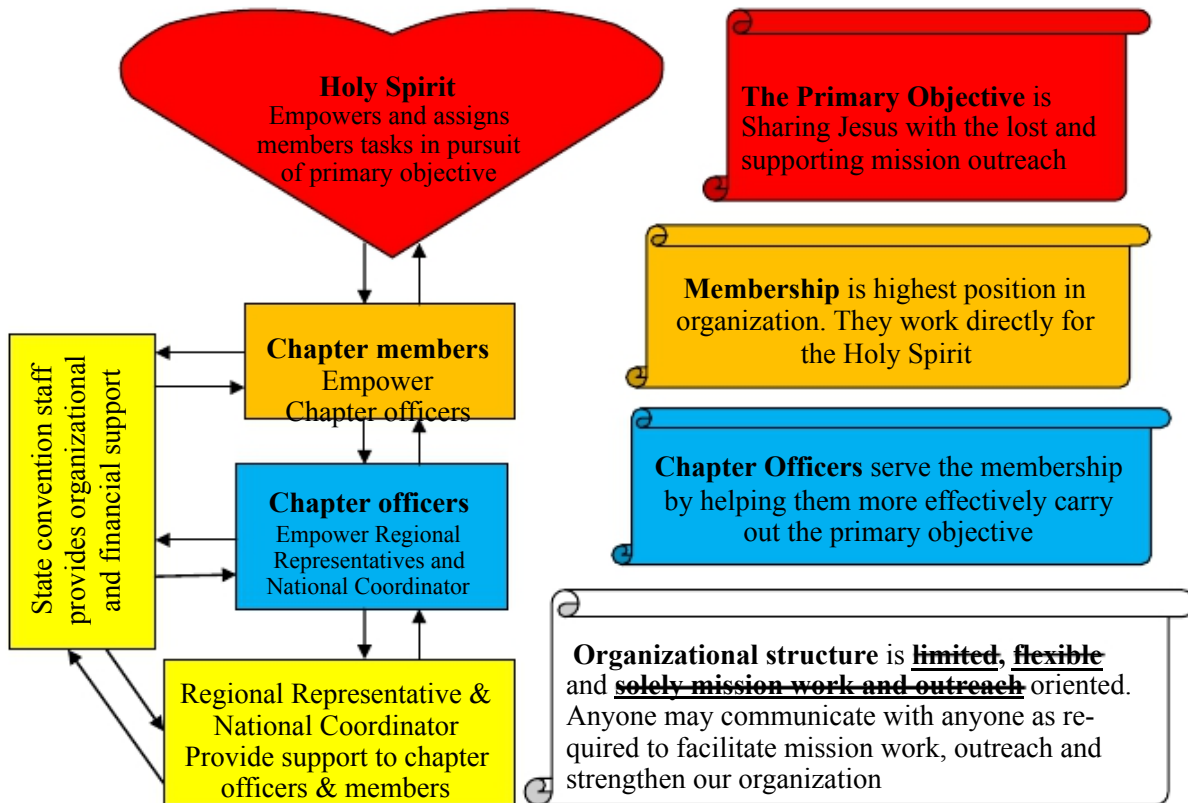 Holy Spirit
Empowers and assigns
members tasks in pursuit
of primary objective
The Primary Objective is
Sharing Jesus with the lost and
supporting mission outreach
Membership is highest position in
organization. They work directly for
the Holy Spirit
Chapter members
Empower
Chapter officers
State convention staff
provides organizational
and financial support
Chapter officers
Empower Regional
Representatives and
National Coordinator
Chapter Officers serve the membership
by helping them more effectively carry
out the primary objective
Regional Representative &
National Coordinator
Provide support to chapter
officers & members
Organizational structure is limited, flexible
and solely mission work and outreach oriented.
Anyone may communicate with anyone as re-
quired to facilitate mission work, outreach and
strengthen our organization